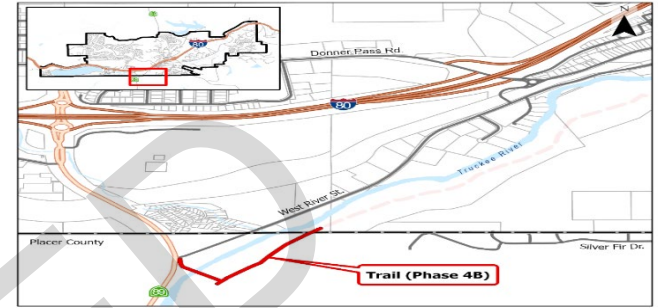 80
N
Donner Pass Rd
80
Truckee River
West River St.
Placer County
Silver Fir Dr.
Trail (Phase 4B)
89